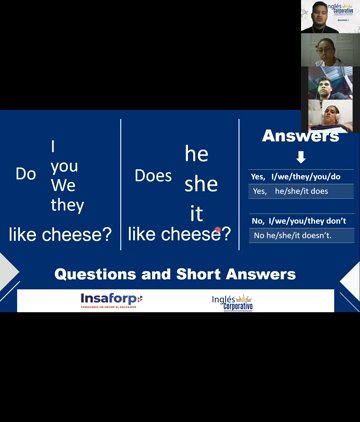 Inglés
Corporativo
Answers
Do
I
you
We
they
like cheese?
Does
he
she
it
like cheese?
Yes, I/we/they/you/do
Yes, he/she/it does
No, I/we/you/they don't
No he/she/it doesn't.
Questions and Short Answers
Insaforp
Inglés
Corporativo